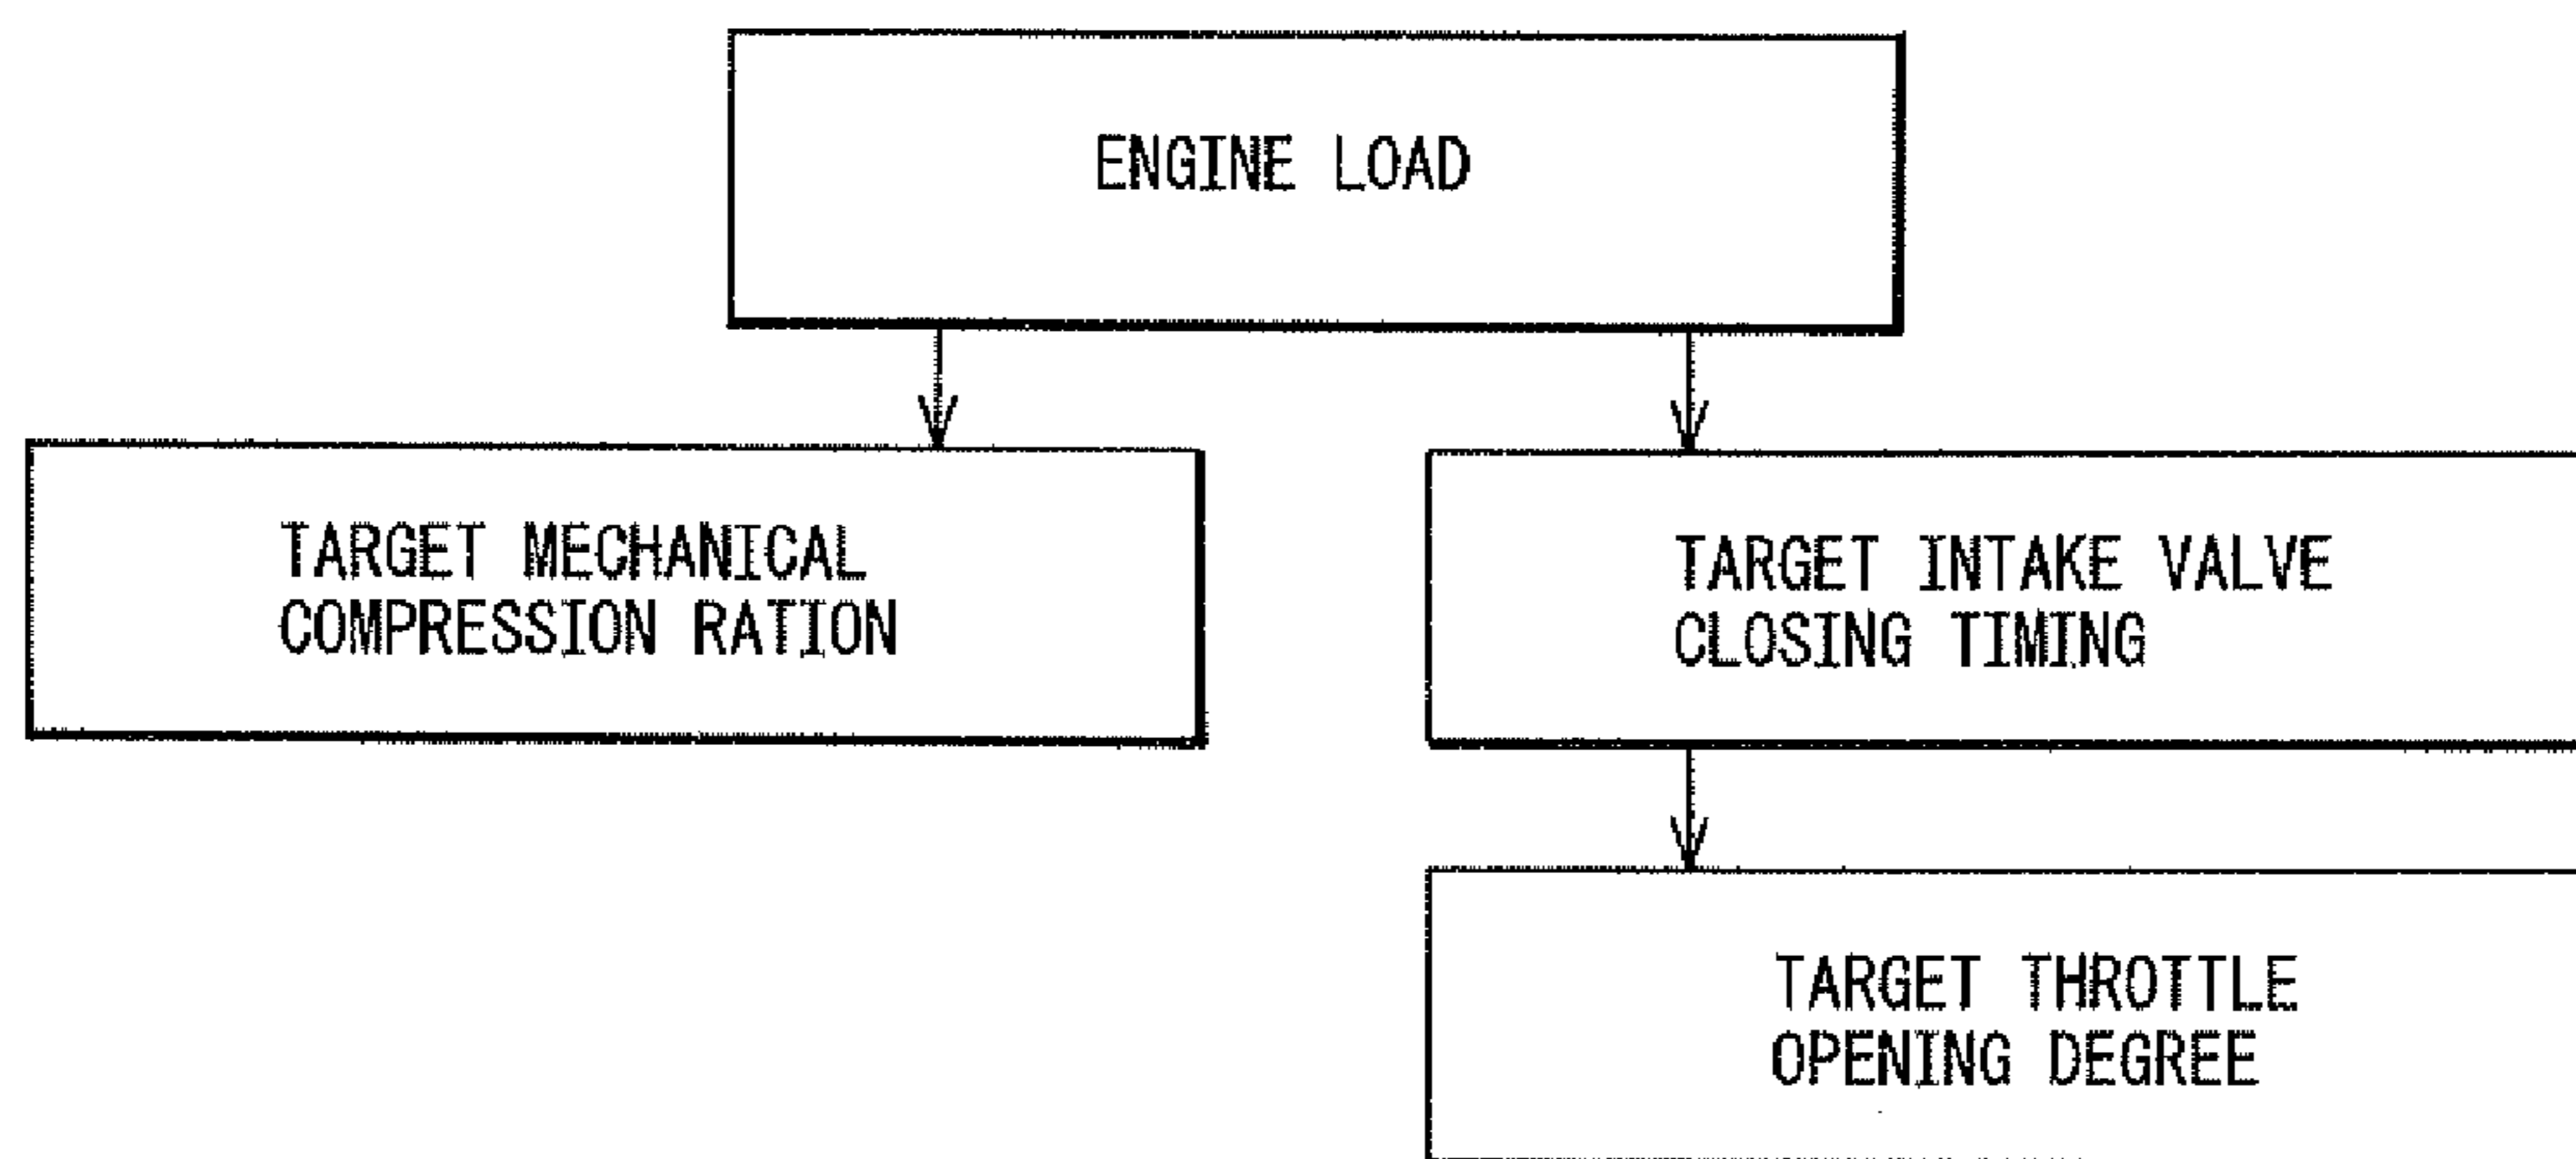 ENGINE LOAD
TARGET MECHANICAL
COMPRESSION RATION
TARGET INTAKE VALVE
CLOSING TIMING
TARGET THROTTLE
OPENING DEGREE